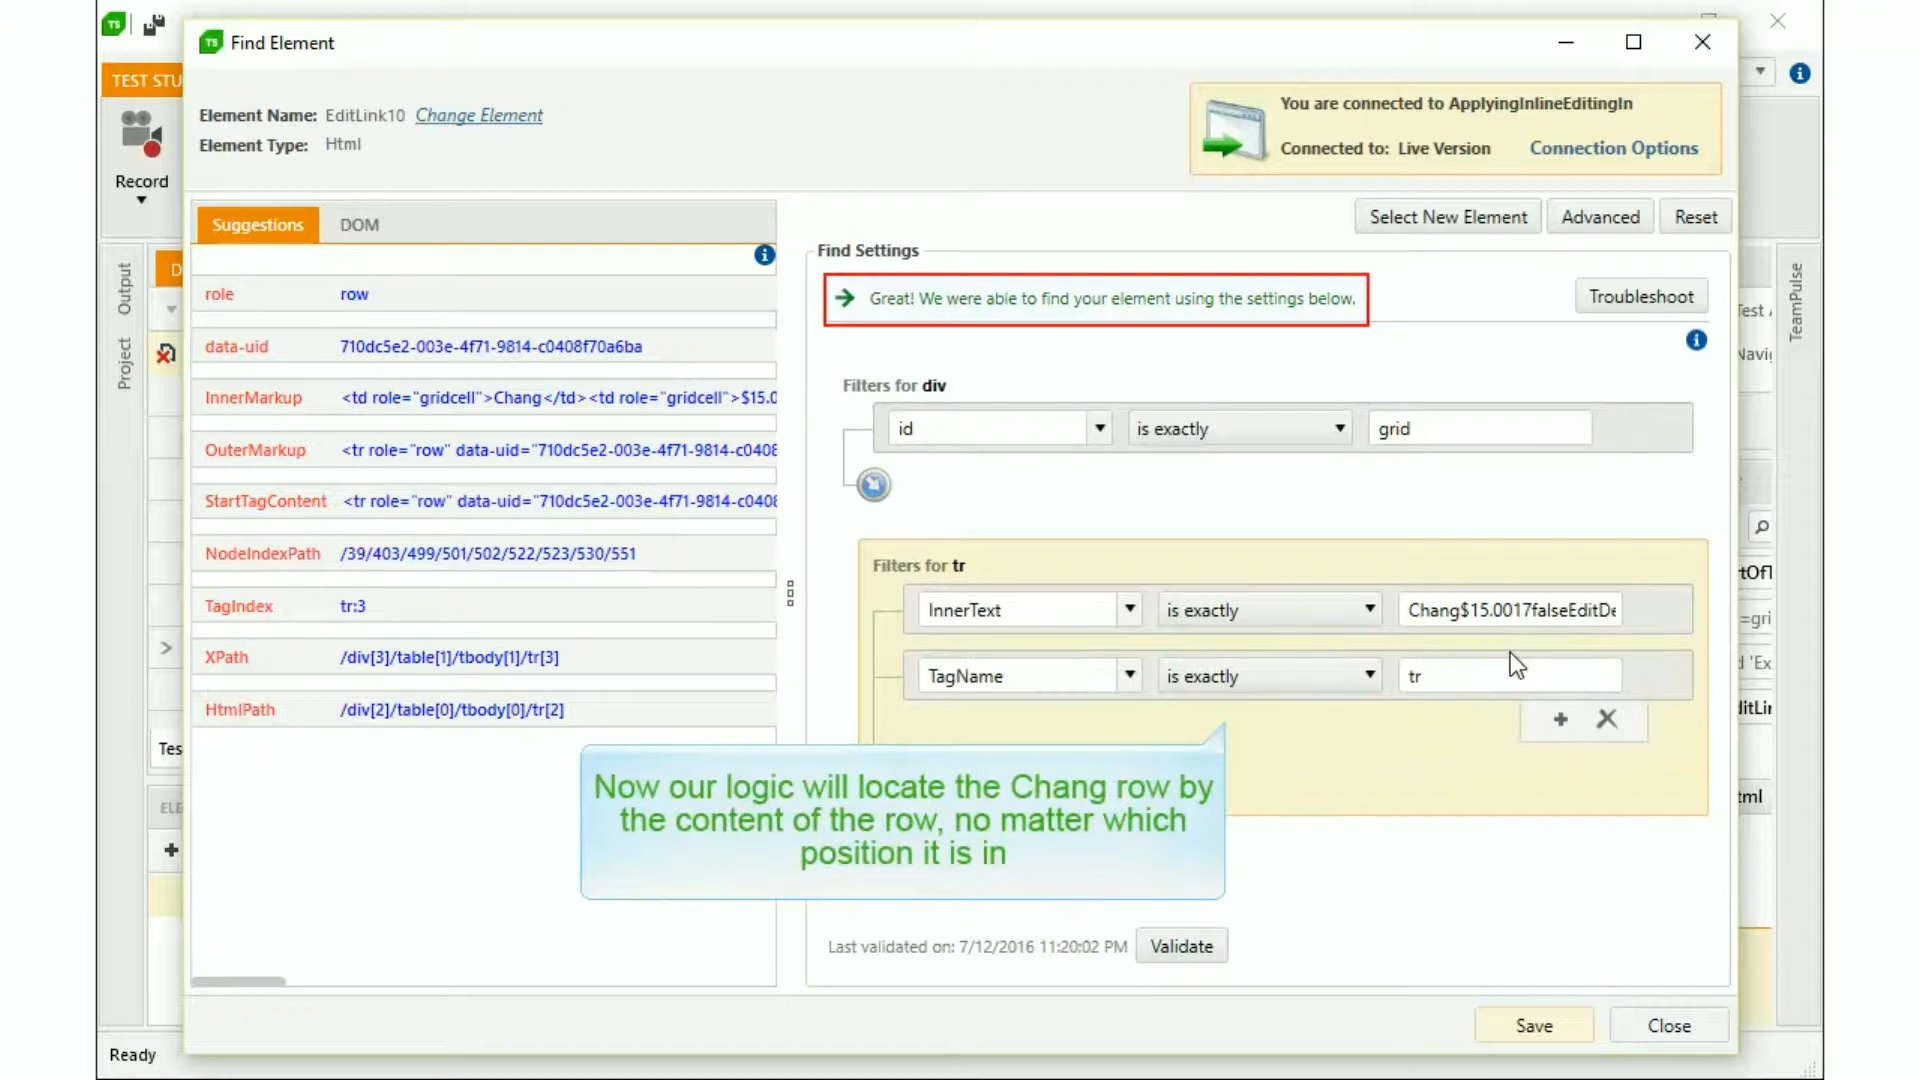 TS
TS Find Element
TEST STU
Element Name: EditLink10 Change Element
Element Type: Html
You are connected to ApplyingInlineEditingIn
Connected to: Live Version Connection Options
Record
Select New Element Advanced Reset
Suggestions DOM
Find Settings
Great! We were able to find your element using the settings below.
Troubleshoot
Output
Project
TeamPulse
role row
data-uid 710dc5e2-003e-4f71-9814-c0408f70a6ba
InnerMarkup <td role="gridcell">Chang</td><td role="gridcell">$15.0
OuterMarkup <tr role="row" data-uid="710dc5e2-003e-4f71-9814-c0408
StartTagContent <tr role="row" data-uid="710dc5e2-003e-4f71-9814-c0408
NodeIndexPath /39/403/499/501/502/522/523/530/551
TagIndex tr:3
XPath /div[3]/table[1]/tbody[1]/tr[3]
HtmlPath /div[2]/table[0]/tbody[0]/tr[2]
Filters for div
id is exactly grid
Filters for tr
InnerText is exactly Chang$15.0017falseEditDe
TagName is exactly tr
Now our logic will locate the Chang row by
the content of the row, no matter which
position it is in
Last validated on: 7/12/2016 11:20:02 PM Validate
Save Close
Tes
ELE
Ready